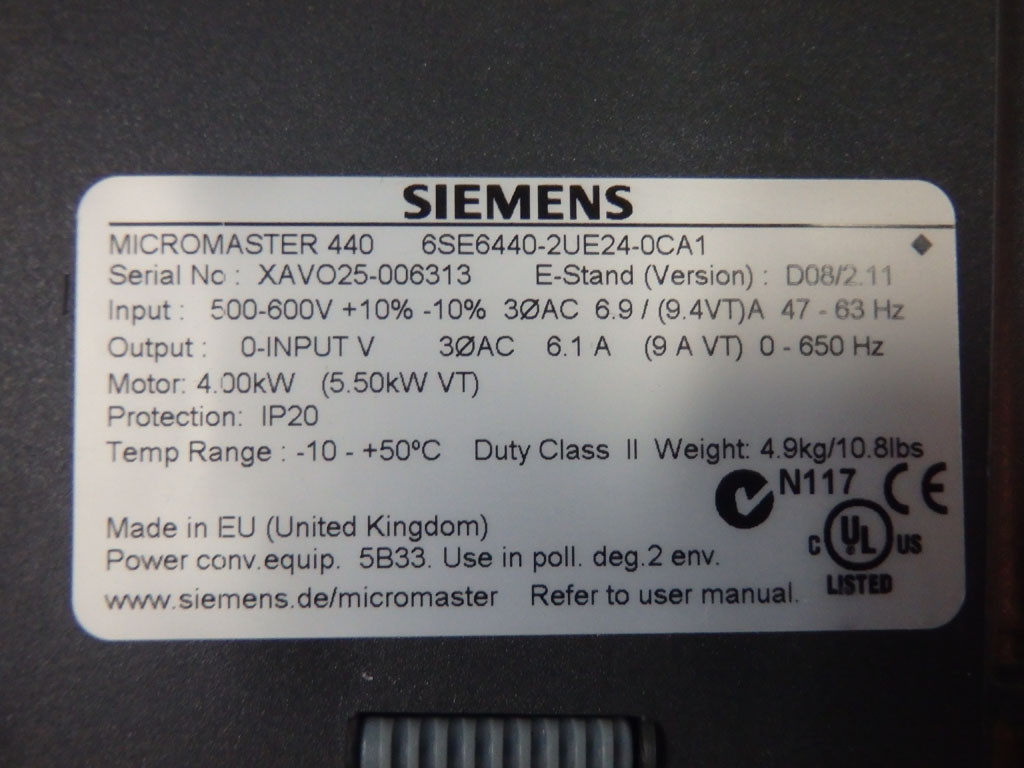 SIEMENS
MICROMASTER 440 6SE6440-2UE24-0CA1
Serial No : XAVO25-006313 E-Stand (Version) : D08/2.11
Input : 500-600V +10% -10% 3ØAC 6.9 / (9.4VT)A 47 - 63 Hz
Output : 0-INPUT V 3ØAC 6.1 A (9 A VT) 0 - 650 Hz
Motor: 4.00kW (5.50kW VT)
Protection: IP20
Temp Range : -10 - +50ºC Duty Class II Weight: 4.9kg/10.8lbs
N117 CE
Made in EU (United Kingdom)
C UL US
Power conv.equip. 5B33. Use in poll. deg.2 env.
LISTED
www.siemens.de/micromaster Refer to user manual.